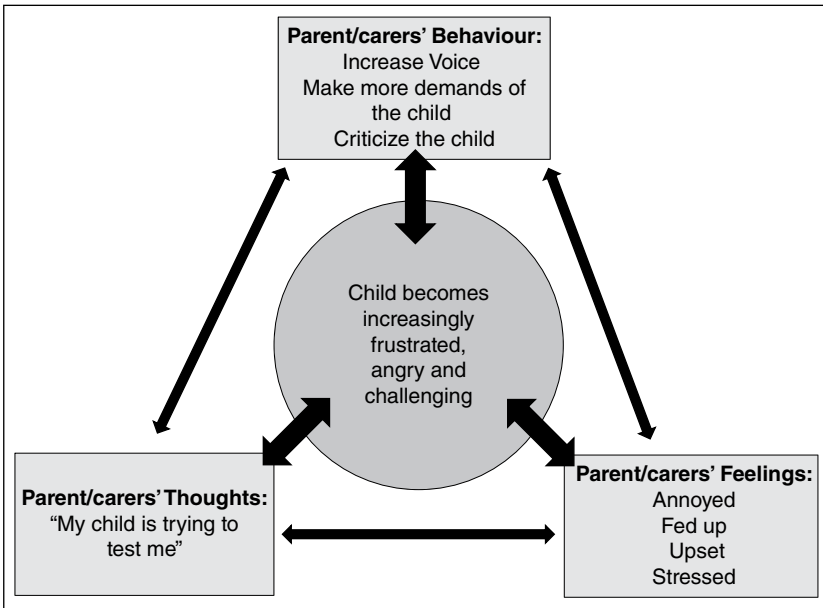 Parent/carers’ Behaviour:
Increase Voice
Make more demands of
the child
Criticize the child
Child becomes
increasingly
frustrated,
angry and
challenging
Parent/carers’ Thoughts:
“My child is trying to
test me”
Parent/carers’ Feelings:
Annoyed
Fed up
Upset
Stressed